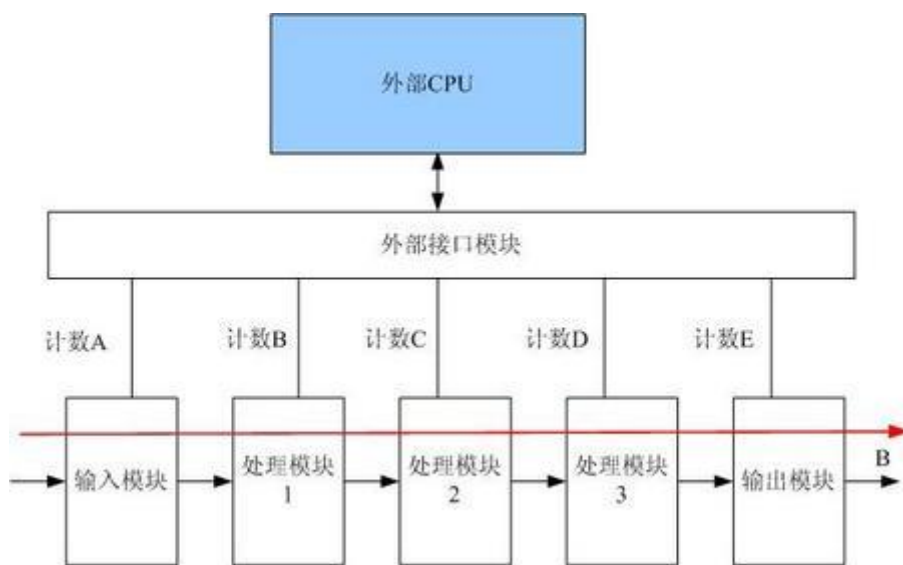 外部CPU
外部接口模块
计数A
计数B
计数C
计数D
计数E
输入模块
处理模块
1
处理模块
2
处理模块
3
输出模块
B